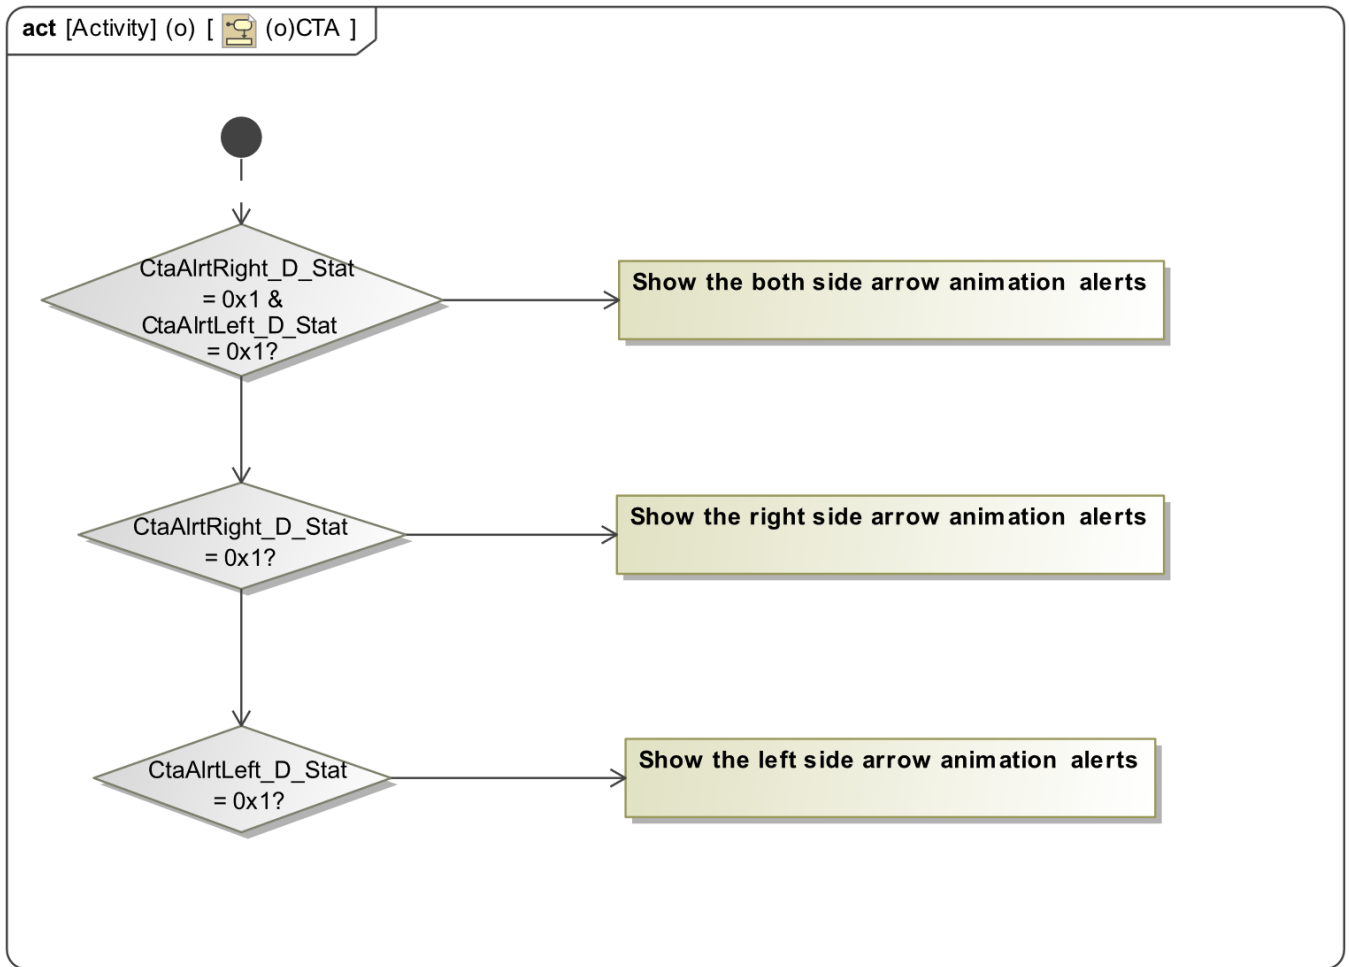 act [Activity] (o) [ (o)CTA ]
CtaAlrtRight_D_Stat
= 0x1 &
CtaAlrtLeft_D_Stat
= 0x1?
Show the both side arrow animation alerts
CtaAlrtRight_D_Stat
= 0x1?
Show the right side arrow animation alerts
CtaAlrtLeft_D_Stat
= 0x1?
Show the left side arrow animation alerts